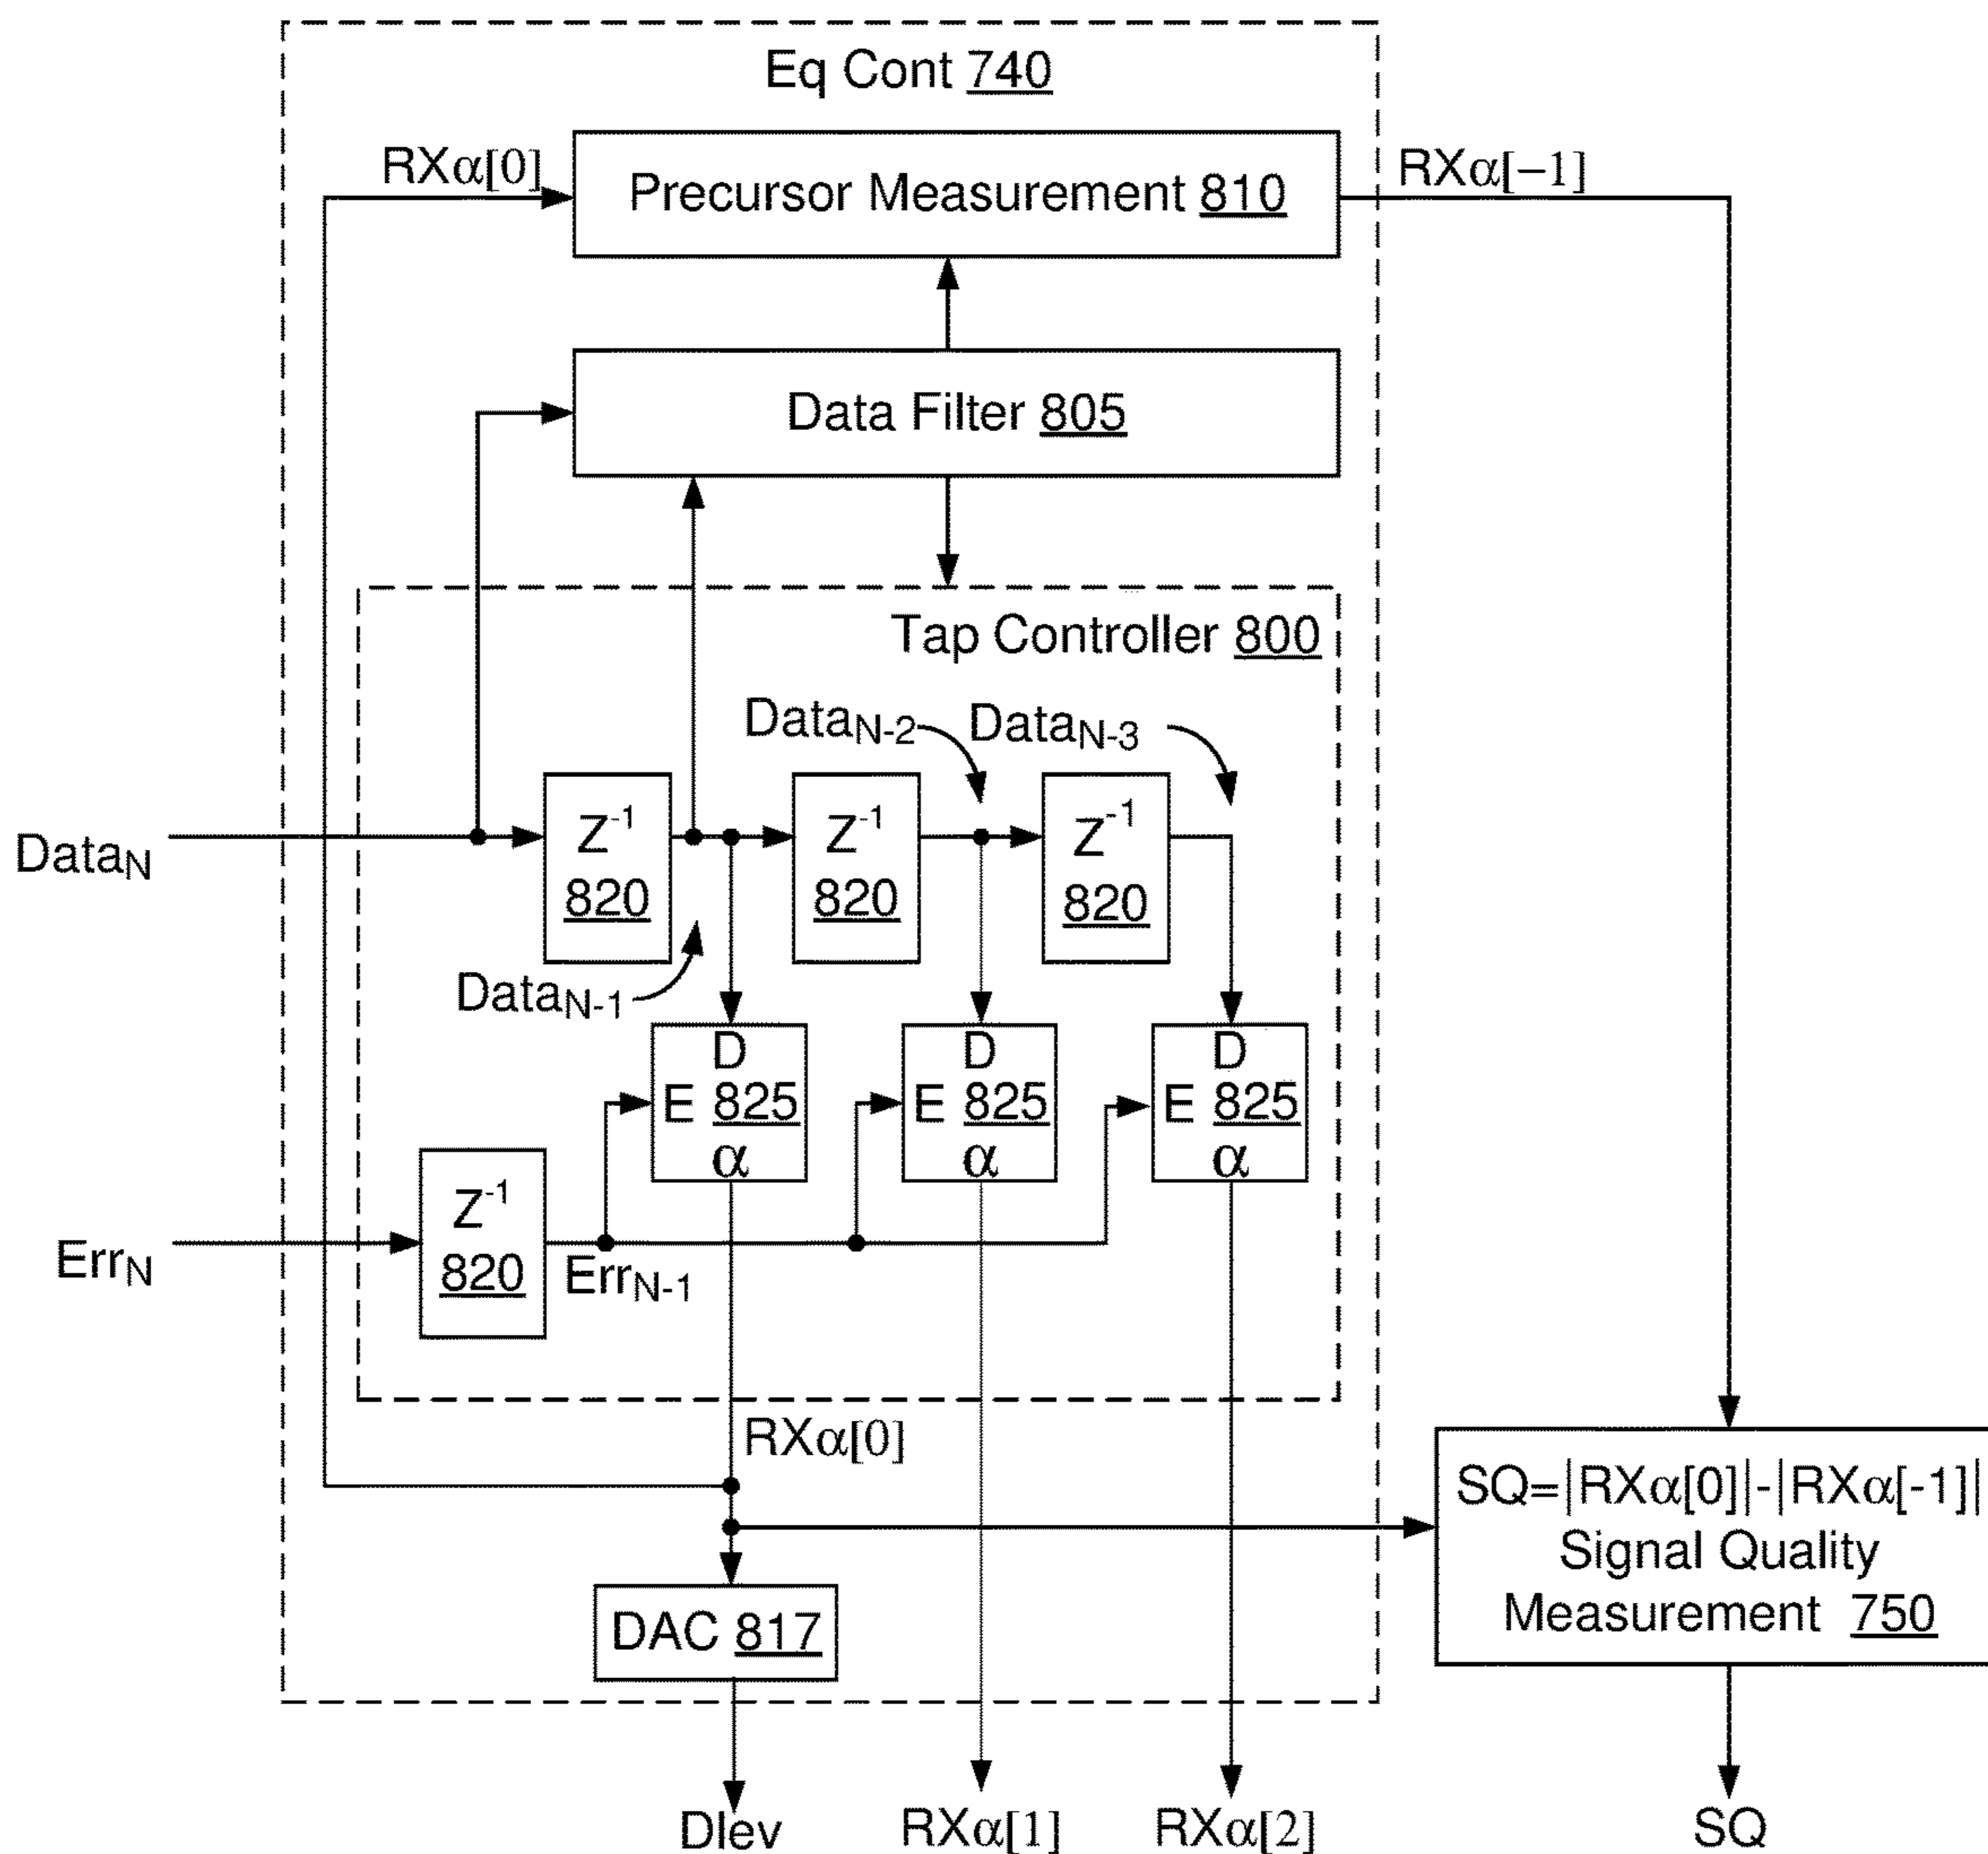 Eq Cont 740
RXα[0]
Precursor Measurement 810
RXα[−1]
Data Filter 805
Tap Controller 800
DataN-2
DataN-3
DataN
Z-1
820
Z-1
820
Z-1
820
DataN-1
D
E 825
α
D
E 825
α
D
E 825
α
ErrN
Z-1
820
ErrN-1
RXα[0]
SQ=|RXα[0]|-|RXα[-1]|
Signal Quality
Measurement 750
DAC 817
Dlev
RXα[1]
RXα[2]
SQ